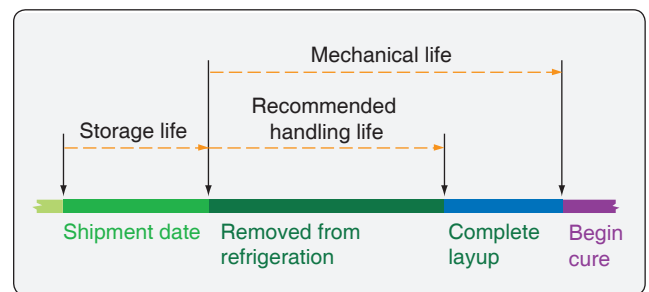 Mechanical life
Recommended
handling life
Storage life
Shipment date
Removed from
refrigeration
Complete
layup
Begin
cure